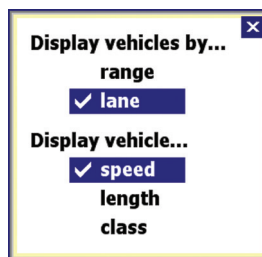 Display vehicles by...
range
✓ lane
Display vehicle...
✓ speed
length
class